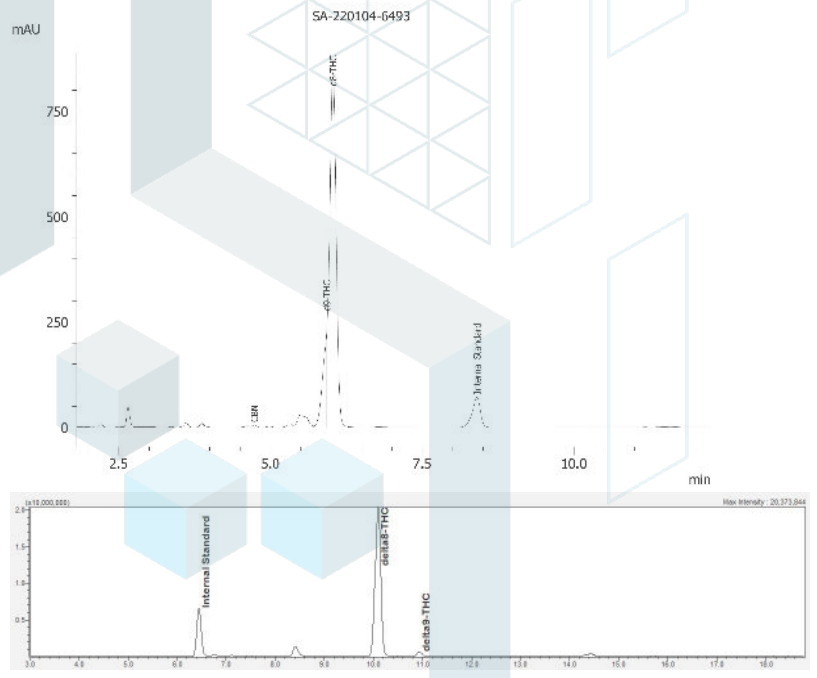 SA-220104-6493
mAU
d8-THC
750
500
d9-THC
250
Internal Standard
CBN
0
2.5 5.0 7.5 10.0
min
(x10,000,000)
Max Intensity : 20,373,844
2.0
1.5
1.0
0.5
Internal Standard
delta8-THC
delta9-THC
3.0 4.0 5.0 6.0 7.0 8.0 9.0 10.0 11.0 12.0 13.0 14.0 15.0 16.0 17.0 18.0